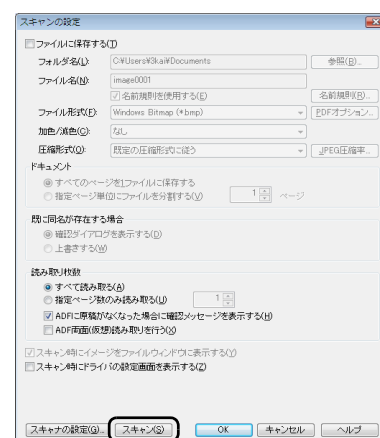 スキャンの設定
ファイルに保存する(T)
フォルダ名(L): C:¥Users¥3kai¥Documents 参照(B)...
ファイル名(N): image0001
名前規則を使用する(E) 名前規則(R)...
ファイル形式(F): Windows Bitmap (*bmp) PDFオプション...
加色/減色(C): なし
圧縮形式(O): 既定の圧縮形式に従う JPEG圧縮率...
ドキュメント
すべてのページを1ファイルに保存する
指定ページ単位にファイルを分割する(V) 1 ページ
既に同名が存在する場合
確認ダイアログを表示する(D)
上書きする(W)
読み取り枚数
すべて読み取る(A)
指定ページ数のみ読み取る(U) 1
ADFに原稿がなくなった場合に確認メッセージを表示する(H)
ADF両面(仮想)読み取りを行う(X)
スキャン時にイメージをファイルウィンドウに表示する(Y)
スキャン時にドライバの設定画面を表示する(Z)
スキャナの設定(G)... スキャン(S) OK キャンセル ヘルプ